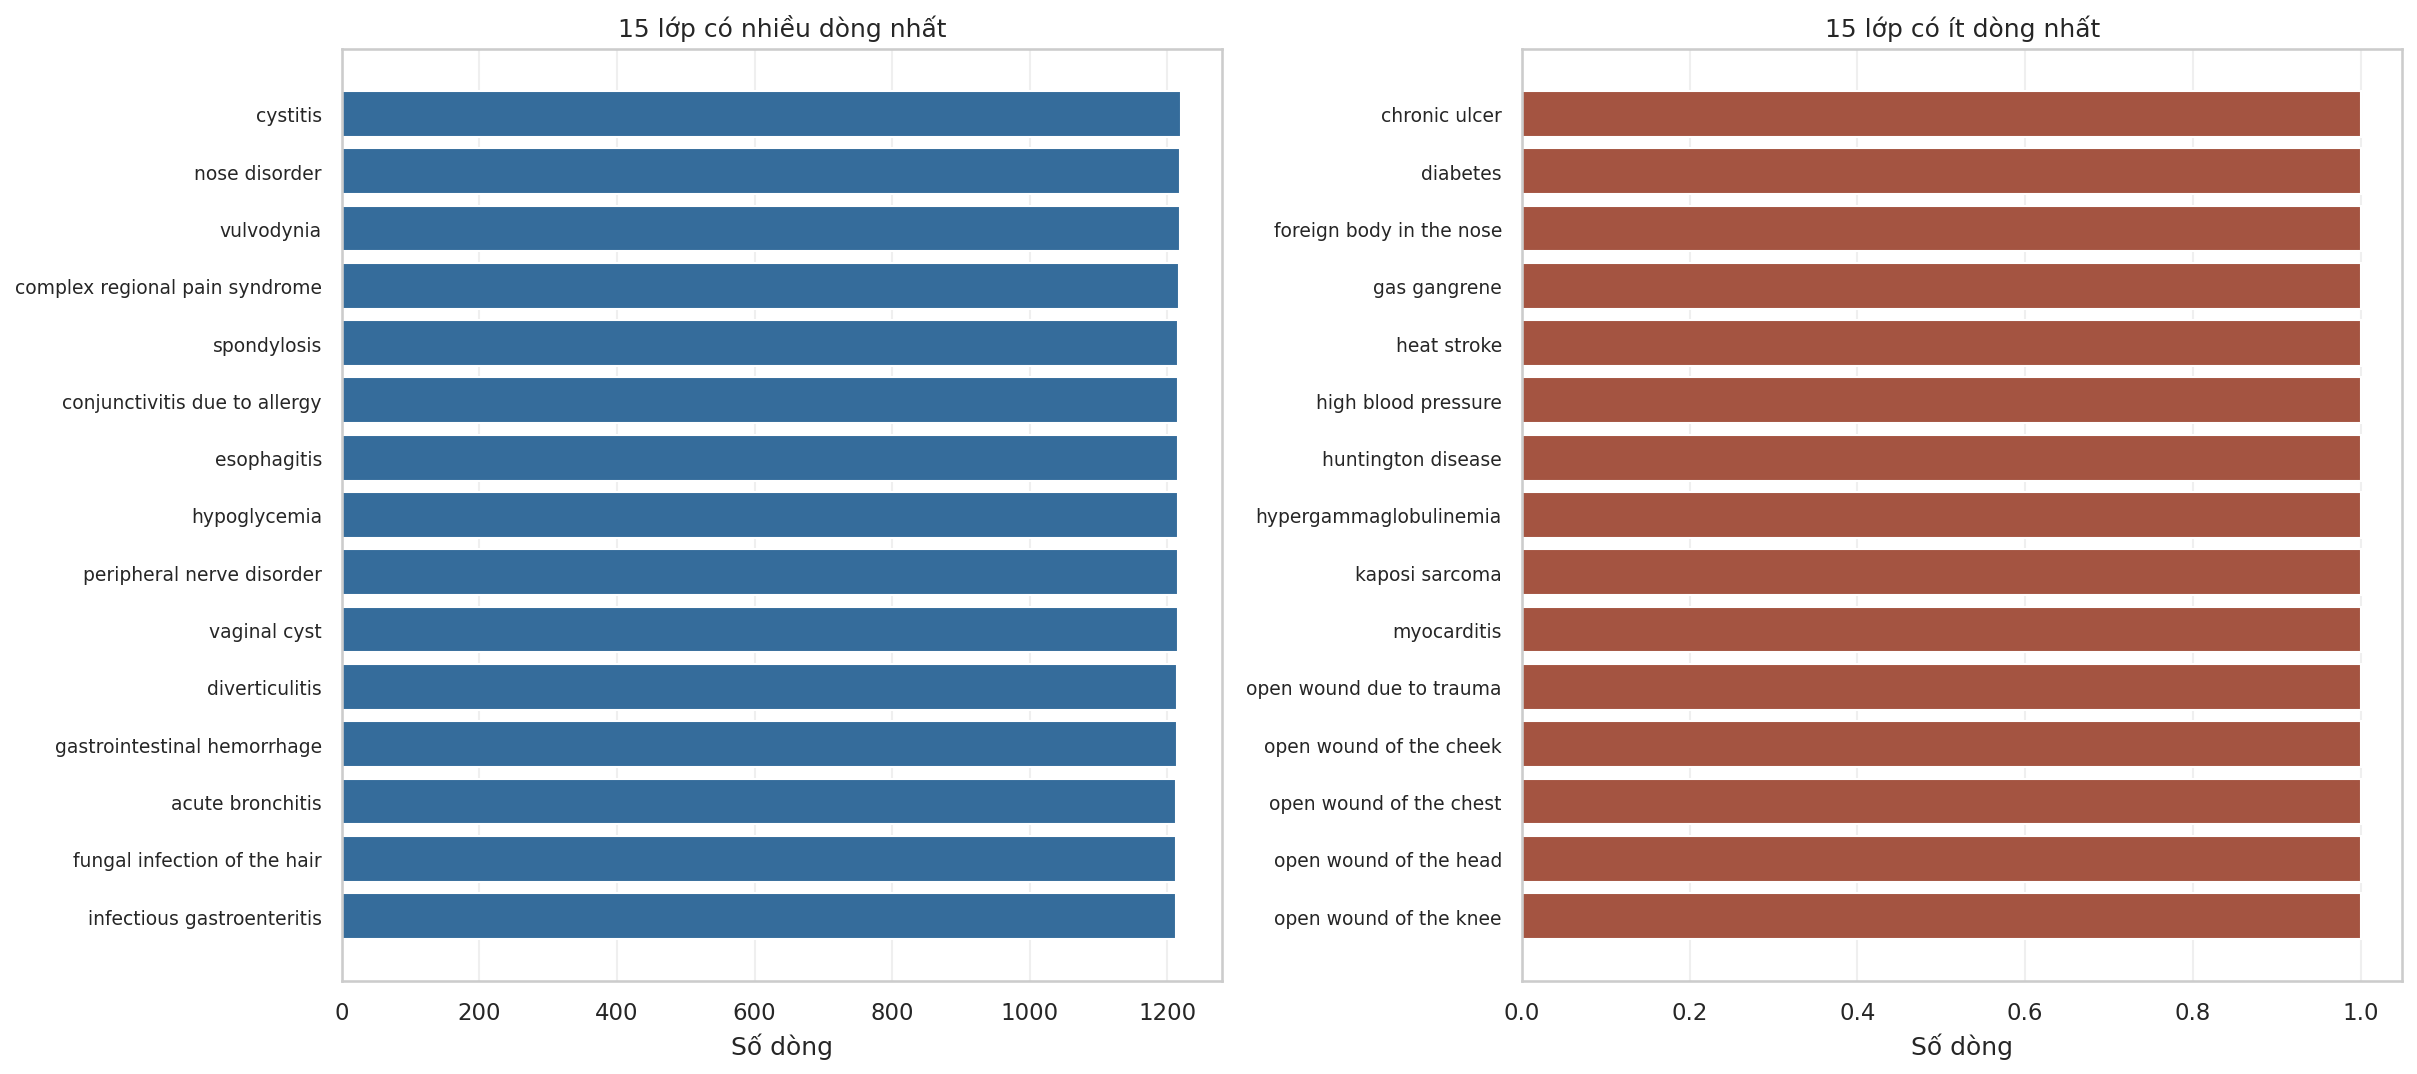 15 lớp có nhiều dòng nhất
cystitis
nose disorder
vulvodynia
complex regional pain syndrome
spondylosis
conjunctivitis due to allergy
esophagitis
hypoglycemia
peripheral nerve disorder
vaginal cyst
diverticulitis
gastrointestinal hemorrhage
acute bronchitis
fungal infection of the hair
infectious gastroenteritis
0 200 400 600 800 1000 1200
Số dòng
15 lớp có ít dòng nhất
chronic ulcer
diabetes
foreign body in the nose
gas gangrene
heat stroke
high blood pressure
huntington disease
hypergammaglobulinemia
kaposi sarcoma
myocarditis
open wound due to trauma
open wound of the cheek
open wound of the chest
open wound of the head
open wound of the knee
0.0 0.2 0.4 0.6 0.8 1.0
Số dòng